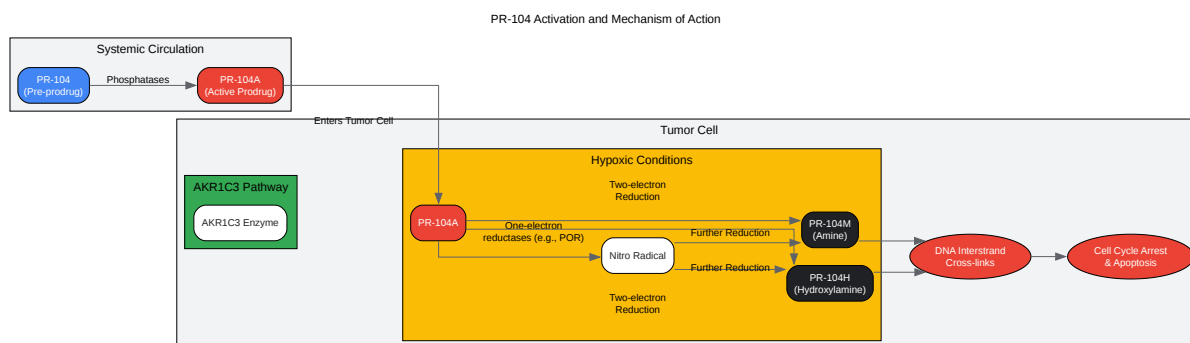 PR-104 Activation and Mechanism of Action
Systemic Circulation
PR-104
(Pre-prodrug)
Phosphatases
PR-104A
(Active Prodrug)
Enters Tumor Cell
Tumor Cell
Hypoxic Conditions
AKR1C3 Pathway
AKR1C3 Enzyme
Two-electron
Reduction
PR-104A
One-electron
reductases (e.g., POR)
Nitro Radical
Further Reduction
Further Reduction
PR-104M
(Amine)
PR-104H
(Hydroxylamine)
Two-electron
Reduction
DNA Interstrand
Cross-links
Cell Cycle Arrest
& Apoptosis